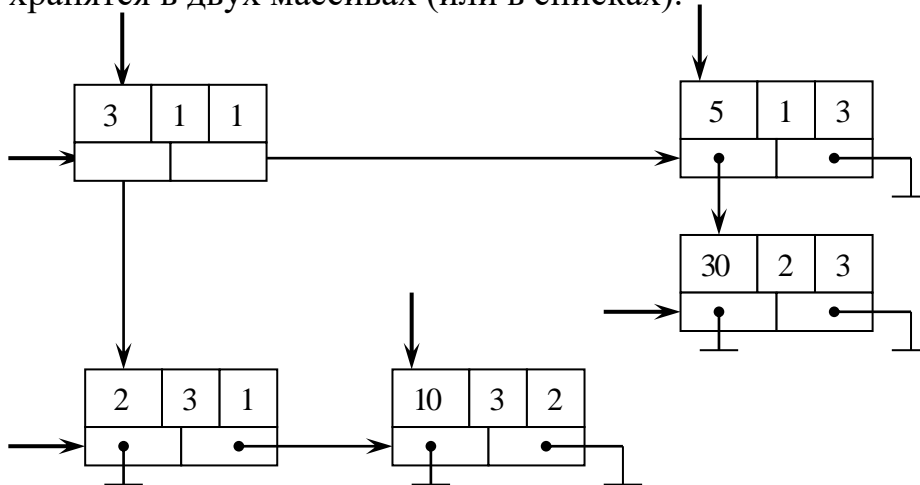 хранятся в двух массивах (или в списках).
3 1 1
5 1 3
30 2 3
2 3 1
10 3 2